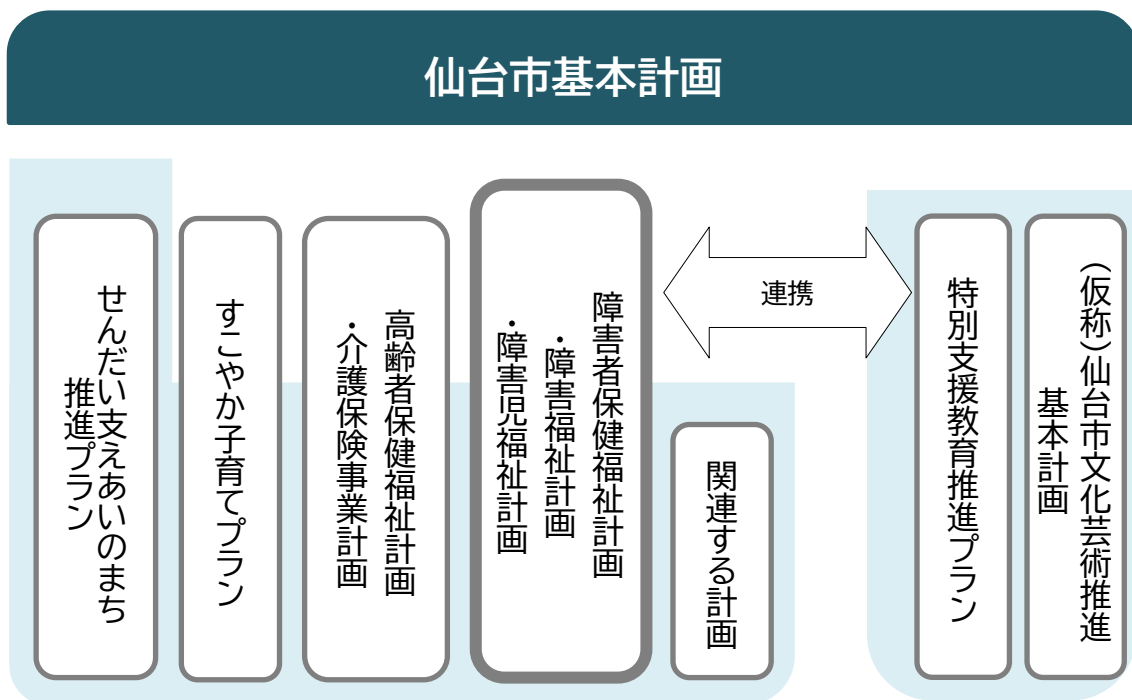 仙台市基本計画
せんだい支えあいのまち
推進プラン
すこやか子育てプラン
高齢者保健福祉計画
・介護保険事業計画
障害者保健福祉計画
・障害福祉計画
・障害児福祉計画
関連する計画
連携
特別支援教育推進プラン
（仮称）仙台市文化芸術推進
基本計画